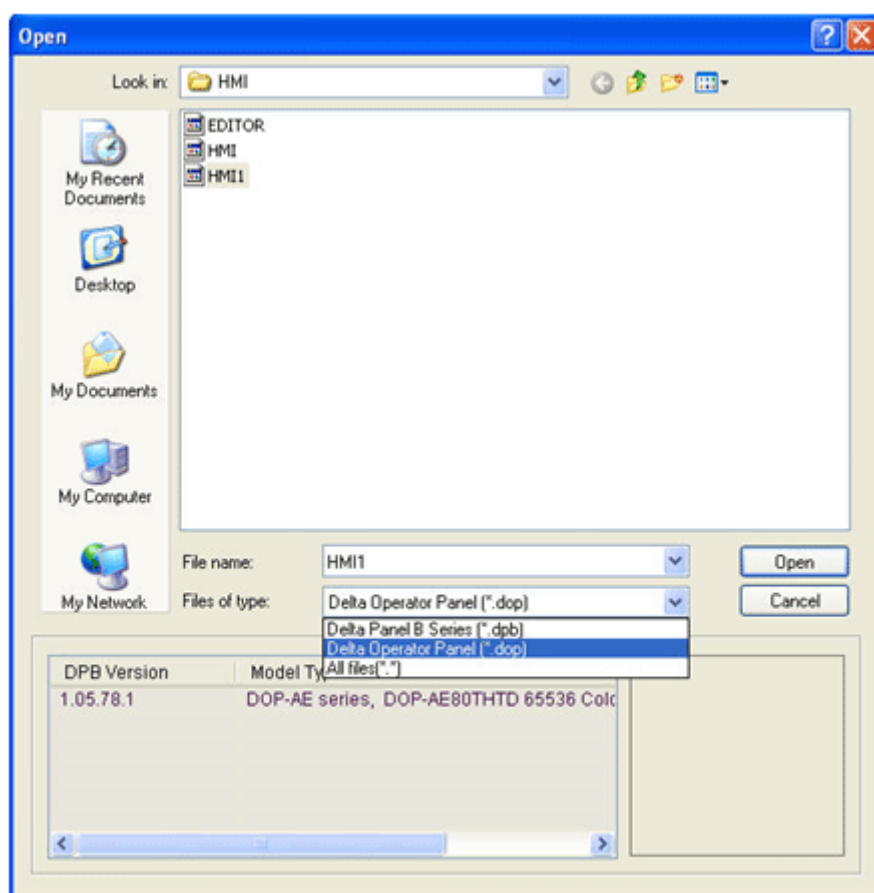 Open
Look in: HMI
EDITOR
HMI
HMI1
My Recent
Documents
Desktop
My Documents
My Computer
My Network
File name: HMI1 Open
Files of type: Delta Operator Panel (*.dop) Cancel
Delta Panel B Series (*.dpb)
Delta Operator Panel (*.dop)
All files(*.*)
DPB Version Model Ty
1.05.78.1 DOP-AE series, DOP-AE80THTD 65536 Colo